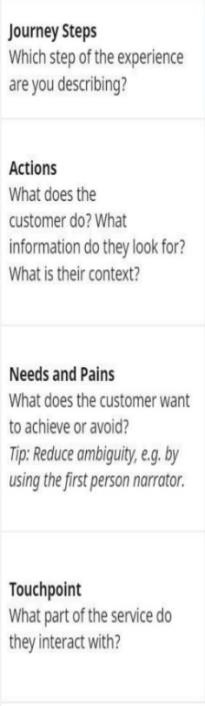 Journey Steps
Which step of the experience
are you describing?
Actions
What does the
customer do? What
information do they look for?
What is their context?
Needs and Pains
What does the customer want
to achieve or avoid?
Tip: Reduce ambiguity, e.g. by
using the first person narrator.
Touchpoint
What part of the service do
they interact with?